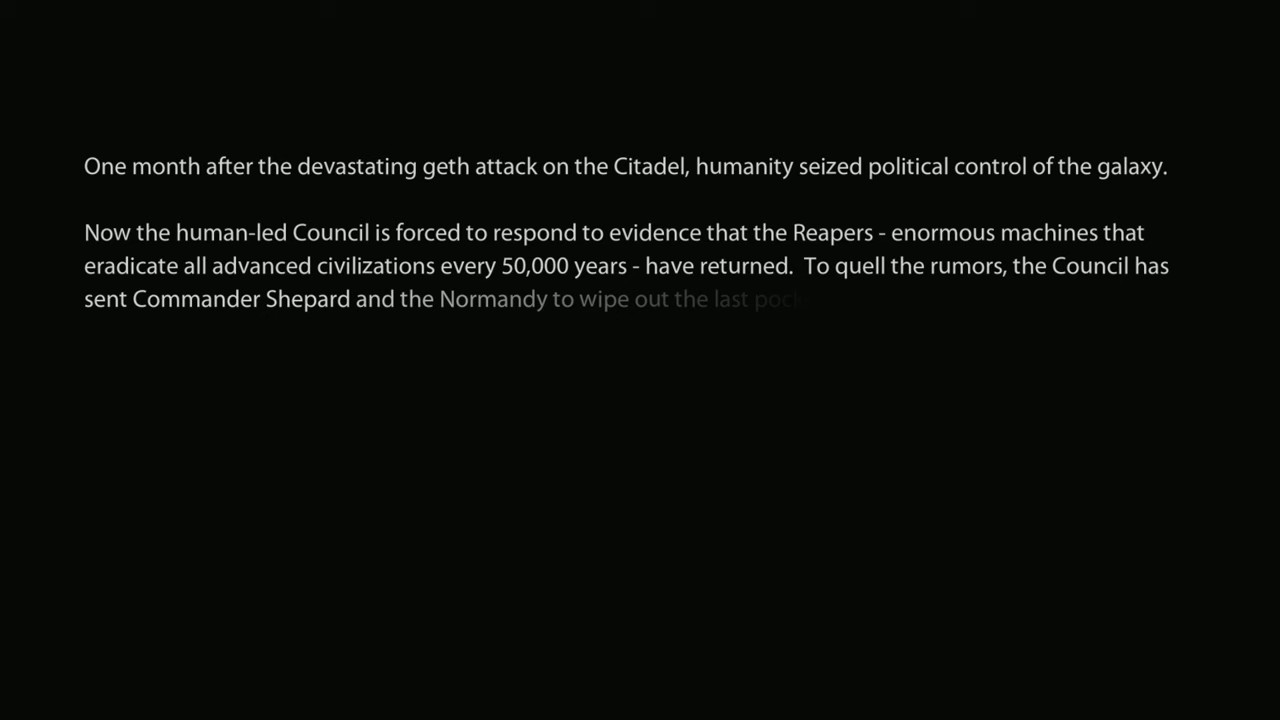 One month after the devastating geth attack on the Citadel, humanity seized political control of the galaxy.
Now the human-led Council is forced to respond to evidence that the Reapers - enormous machines that
eradicate all advanced civilizations every 50,000 years - have returned.  To quell the rumors, the Council has
sent Commander Shepard and the Normandy to wipe out the last